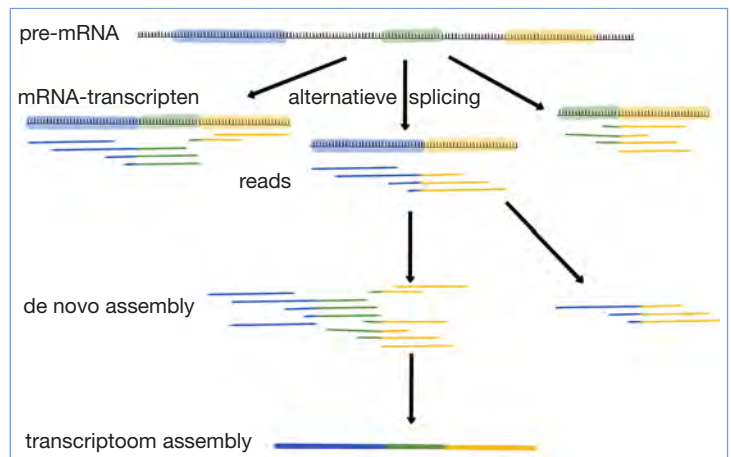 pre-mRNA
mRNA-transcripten
alternatieve splicing
reads
de novo assembly
transcriptoom assembly